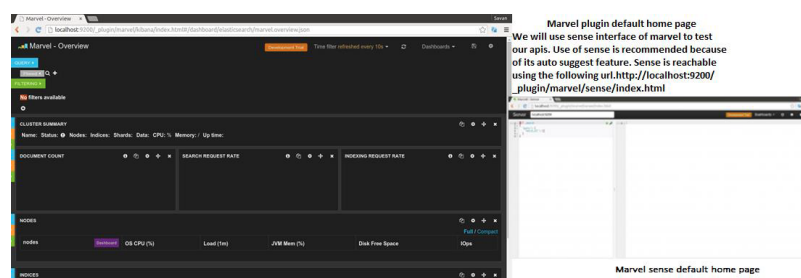 Marvel - Overview
Savan
localhost:9200/_plugin/marvel/kibana/index.html#/dashboard/elasticsearch/marvel.overview.json
Marvel - Overview
Development Trial
Time filter refreshed every 10s
Dashboards
QUERY
FILTERING
No filters available
CLUSTER SUMMARY
Name: Status: Nodes: Indices: Shards: Data: CPU: % Memory: / Up time:
DOCUMENT COUNT
SEARCH REQUEST RATE
INDEXING REQUEST RATE
NODES
Full / Compact
nodes
Dashboard
OS CPU (%)
Load (1m)
JVM Mem (%)
Disk Free Space
IOps
INDICES
Marvel plugin default home page
We will use sense interface of marvel to test
our apis. Use of sense is recommended because
of its auto suggest feature. Sense is reachable
using the following url.http://localhost:9200/
_plugin/marvel/sense/index.html
Marvel sense default home page